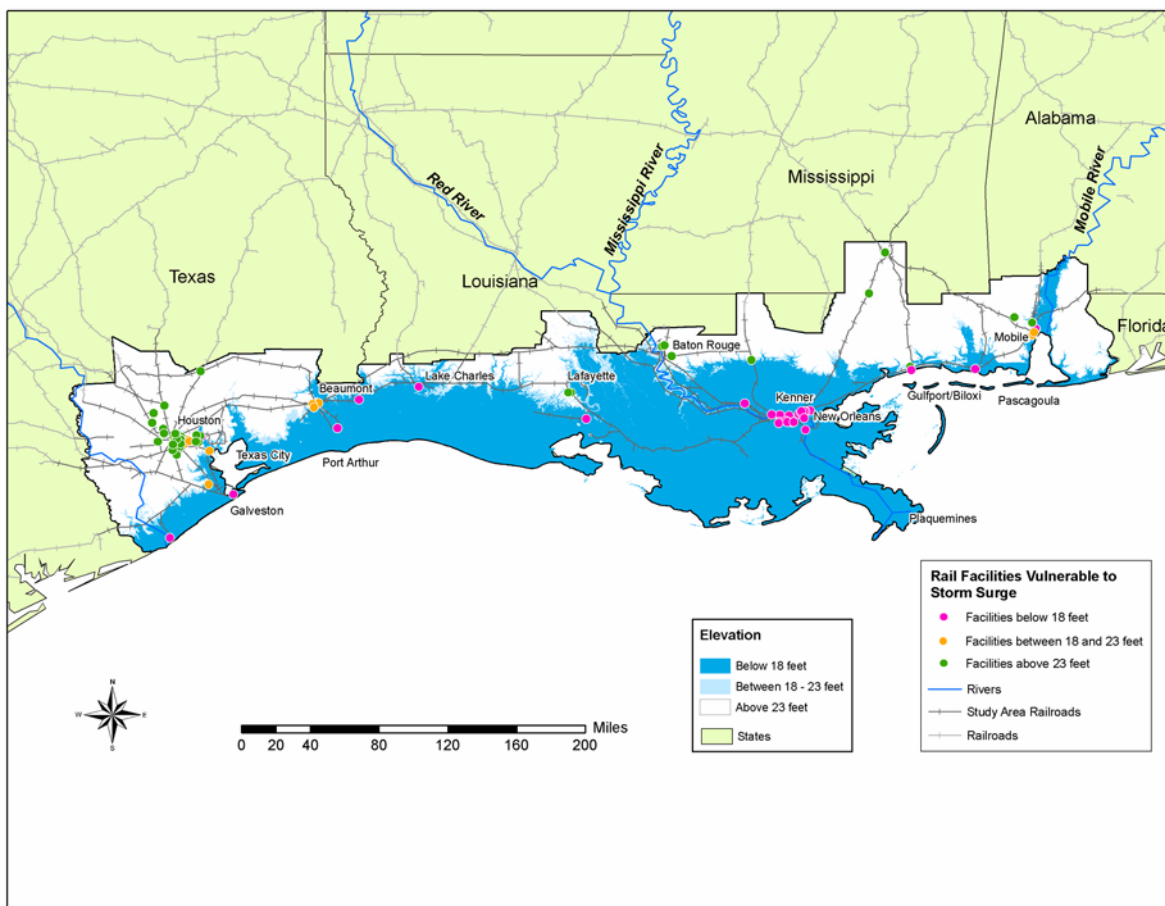 Alabama
Mississippi
Mobile River
Mississippi River
Red River
Texas
Louisiana
Florida
Mobile
Baton Rouge
Lake Charles
Lafayette
Beaumont
Kenner
Gulfport/Biloxi
Pascagoula
New Orleans
Houston
Texas City
Port Arthur
Galveston
Plaquemines
Rail Facilities Vulnerable to
Storm Surge
Facilities below 18 feet
Facilities between 18 and 23 feet
Facilities above 23 feet
Rivers
Study Area Railroads
Railroads
Elevation
Below 18 feet
Between 18 - 23 feet
Above 23 feet
States
N
W E
S
Miles
0 20 40 80 120 160 200